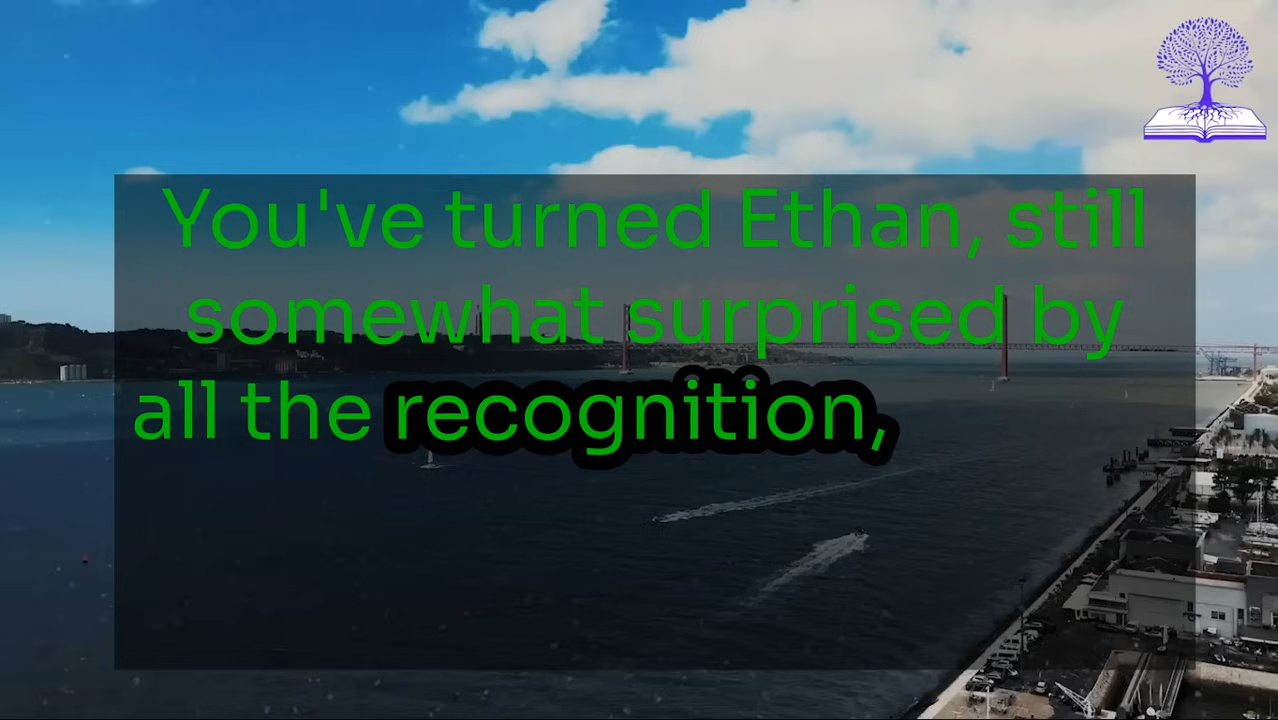 You've turned Ethan, still
somewhat surprised by
all the recognition,